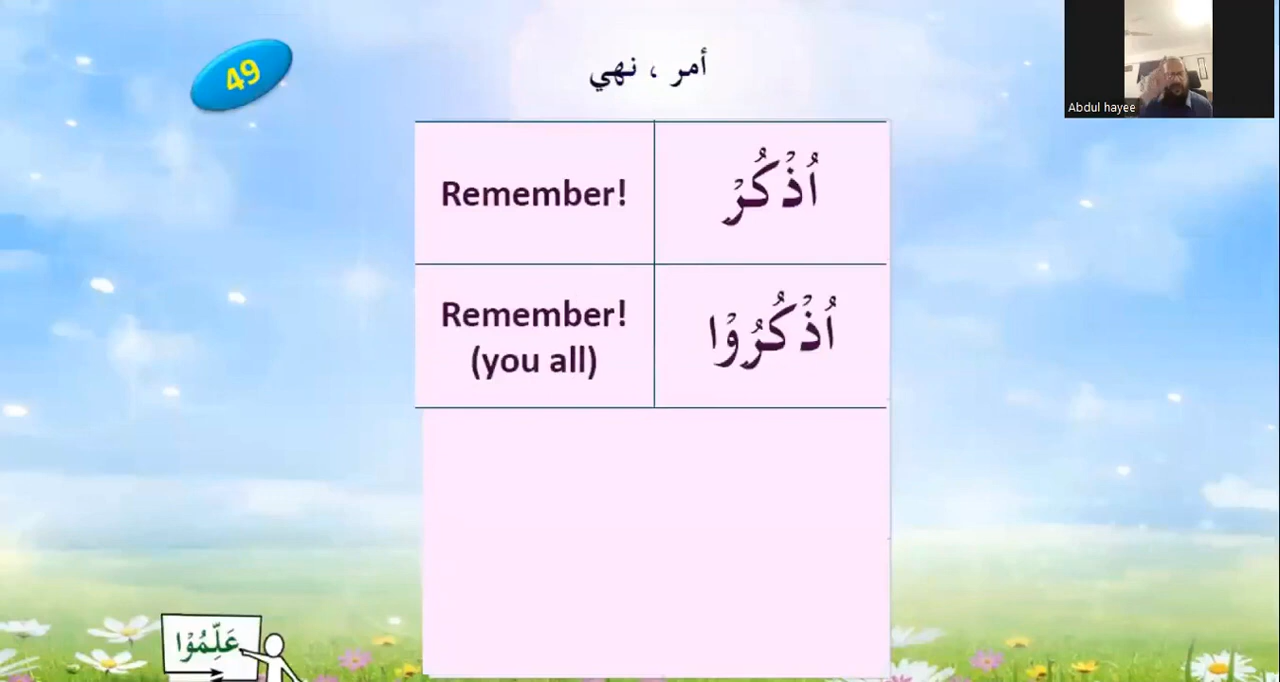 49
أمر ، نهي
Abdul hayee
Remember!
اُذْكُرْ
Remember!
(you all)
اُذْكُرُوْا
عَلِّمُوْا